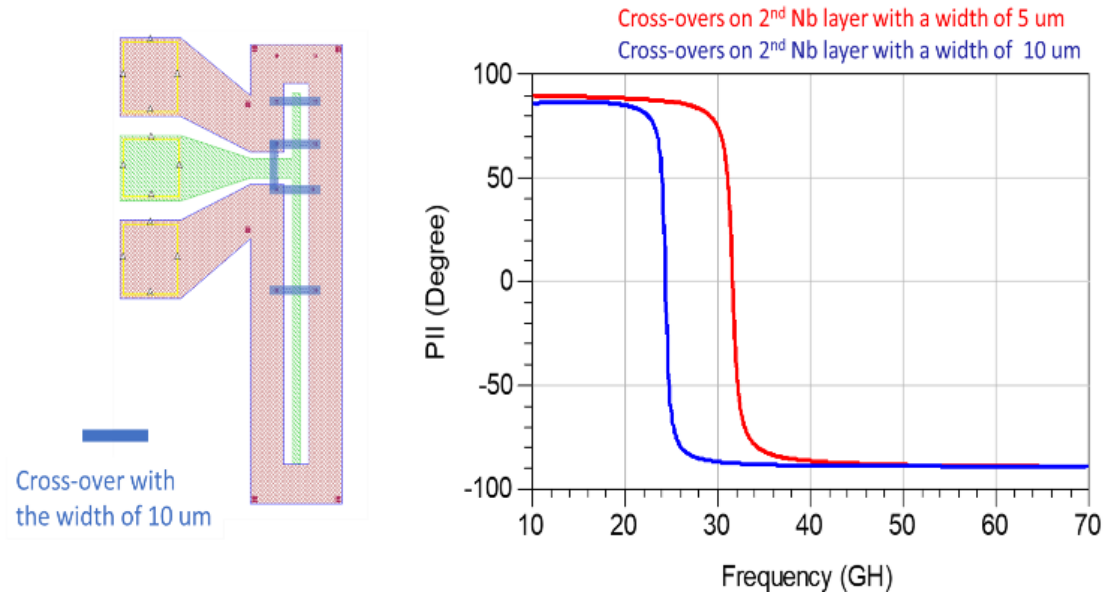 Cross-overs on 2nd Nb layer with a width of 5 um
Cross-overs on 2nd Nb layer with a width of  10 um
Cross-over with
the width of 10 um
PII (Degree)
100
50
0
-50
-100
10
20
30
40
50
60
70
Frequency (GH)